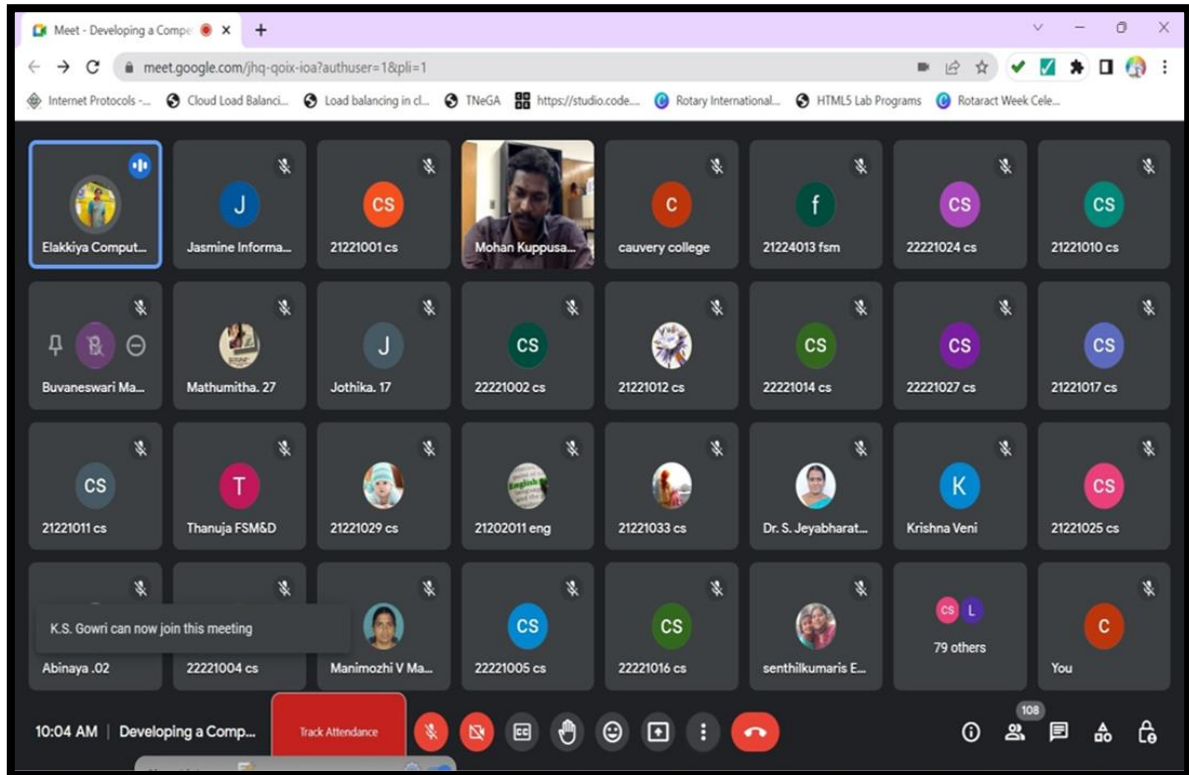 Meet - Developing a Compe
meet.google.com/jhq-qoix-ioa?authuser=1&pli=1
Internet Protocols -... Cloud Load Balanci... Load balancing in cl... TNeGA https://studio.code.... Rotary International... HTML5 Lab Programs Rotaract Week Cele...
J CS C f CS CS
Elakkiya Comput... Jasmine Informa... 21221001 cs Mohan Kuppusa... cauvery college 21224013 fsm 22221024 cs 21221010 cs
J CS CS CS CS
Buvaneswari Ma... Mathumitha. 27 Jothika. 17 22221002 cs 21221012 cs 22221014 cs 22221027 cs 21221017 cs
English
CS T K CS
21221011 cs Thanuja FSM&D 21221029 cs 21202011 eng 21221033 cs Dr. S. Jeyabharat... Krishna Veni 21221025 cs
K.S. Gowri can now join this meeting
CS CS CS L C
79 others You
Abinaya .02 22221004 cs Manimozhi V Ma... 22221005 cs 22221016 cs senthilkumaris E...
108
10:04 AM | Developing a Comp... Track Attendance CC